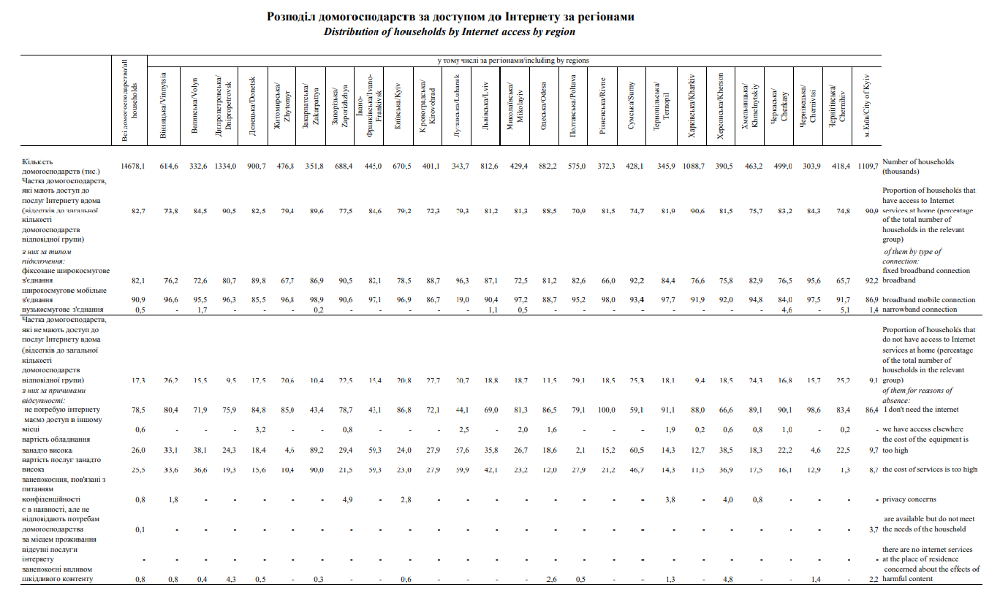 Розподіл домогосподарств за доступом до Інтернету за регіонами
Distribution of households by Internet access by region
у тому числі за регіонами/including by regions
Всі домогосподарства/all households
Вінницька/Vinnytsia
Волинська/Volyn
Дніпропетровська/Dnipropetrovsk
Донецька/Donetsk
Житомирська/Zhytomyr
Закарпатська/Zakarpattya
Запорізька/Zaporizhzhya
Івано-Франківська/Ivano-Frankivsk
Київська/Kyiv
Кіровоградська/Kirovohrad
Луганська/Luhansk
Львівська/Lviv
Миколаївська/Mikolayiv
Одеська/Odesa
Полтавська/Poltava
Рівненська/Rivne
Сумська/Sumy
Тернопільська/Ternopil
Харківська/Kharkiv
Херсонська/Kherson
Хмельницька/Khmelnytskiy
Черкаська/Cherkasy
Чернівецька/Chernivtsi
Чернігівська/Chernihiv
м.Київ/City of Kyiv
Кількість
домогосподарств (тис.) 14678,1 614,6 332,6 1334,0 900,7 476,8 351,8 688,4 445,0 670,5 401,1 343,7 812,6 429,4 882,2 575,0 372,3 428,1 345,9 1088,7 390,5 463,2 499,0 303,9 418,4 1109,7 Number of households (thousands)
Частка домогосподарств,
які мають доступ до
послуг Інтернету вдома
(відсотків до загальної
кількості
домогосподарств
відповідної групи)
82,7 73,8 84,5 90,5 82,5 79,4 89,6 77,5 84,6 79,2 72,3 79,3 81,2 81,3 88,5 70,9 81,5 74,7 81,9 90,6 81,5 75,7 83,2 84,3 74,8 90,9
Proportion of households that
have access to Internet
services at home (percentage
of the total number of
households in the relevant
group)
з них за типом
підключення:
of them by type of
connection:
фіксоване широкосмугове
з'єднання 82,1 76,2 72,6 80,7 89,8 67,7 86,9 90,5 82,1 78,5 88,7 96,3 87,1 72,5 81,2 82,6 66,0 92,2 84,4 76,6 75,8 82,9 76,5 95,6 65,7 92,2
fixed broadband connection
broadband
широкосмугове мобільне
з'єднання 90,9 96,6 95,5 96,3 85,5 96,8 98,9 90,6 97,1 96,9 86,7 19,0 90,4 97,2 88,7 95,2 98,0 93,4 97,7 91,9 92,0 94,8 84,0 97,5 91,7 86,9 broadband mobile connection
вузькосмугове з'єднання 0,5 - 1,7 - - - 0,2 - - - - - 1,1 0,5 - - - - - - - - 4,6 - 5,1 1,4 narrowband connection
Частка домогосподарств,
які не мають доступ до
послуг Інтернету вдома
(відсотків до загальної
кількості
домогосподарств
відповідної групи) 17,3 26,2 15,5 9,5 17,5 20,6 10,4 22,5 15,4 20,8 27,7 20,7 18,8 18,7 11,5 29,1 18,5 25,3 18,1 9,4 18,5 24,3 16,8 15,7 25,2 9,1
Proportion of households that
do not have access to Internet
services at home (percentage
of the total number of
households in the relevant
group)
з них за причинами
відсутності:
of them for reasons of
absence:
не потребую інтернету 78,5 80,4 71,9 75,9 84,8 85,0 43,4 78,7 43,1 86,8 72,1 44,1 69,0 81,3 86,5 79,1 100,0 59,1 91,1 88,0 66,6 89,1 90,1 98,6 83,4 86,4 I don't need the internet
маємо доступ в іншому
місці 0,6 - - - 3,2 - - 0,8 - - - 2,5 - 2,0 1,6 - - - 1,9 0,2 0,6 0,8 1,0 - 0,2 - we have access elsewhere
вартість обладнання
занадто висока 26,0 33,1 38,1 24,3 18,4 4,6 89,2 29,4 59,3 24,0 27,9 57,6 35,8 26,7 18,6 2,1 15,2 60,5 14,3 12,7 38,5 18,3 22,2 4,6 22,5 9,7
the cost of the equipment is
too high
вартість послуг занадто
висока 25,5 33,6 36,6 19,3 15,6 10,4 90,0 21,5 59,3 23,0 27,9 59,9 42,1 23,2 12,0 27,9 21,2 46,7 14,3 11,5 36,9 17,5 16,1 12,9 1,3 8,7 the cost of services is too high
занепокоєння, пов'язані з
питанням
конфіденційності 0,8 1,8 - - - - - 4,9 - 2,8 - - - - - - - - 3,8 - 4,0 0,8 - - - - privacy concerns
є в наявності, але не
відповідають потребам
домогосподарства 0,1 - - - - - - - - - - - - - - - - - - - - - - - - 3,7
are available but do not meet
the needs of the household
за місцем проживання
відсутні послуги
інтернету - - - - - - - - - - - - - - - - - - - - - - - - - -
there are no internet services
at the place of residence
занепокоєні впливом
шкідливого контенту 0,8 0,8 0,4 4,3 0,5 - 0,3 - - 0,6 - - - - 2,6 0,5 - - 1,3 - 4,8 - - 1,4 - 2,2
concerned about the effects of
harmful content